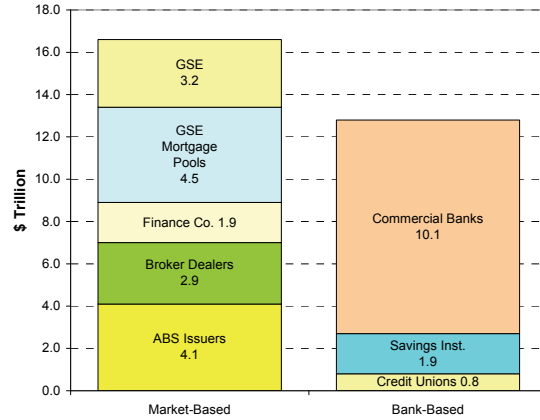 $ Trillion
18.0
16.0
14.0
12.0
10.0
8.0
6.0
4.0
2.0
0.0
GSE
3.2
GSE
Mortgage
Pools
4.5
Finance Co. 1.9
Broker Dealers
2.9
ABS Issuers
4.1
Commercial Banks
10.1
Savings Inst.
1.9
Credit Unions 0.8
Market-Based
Bank-Based